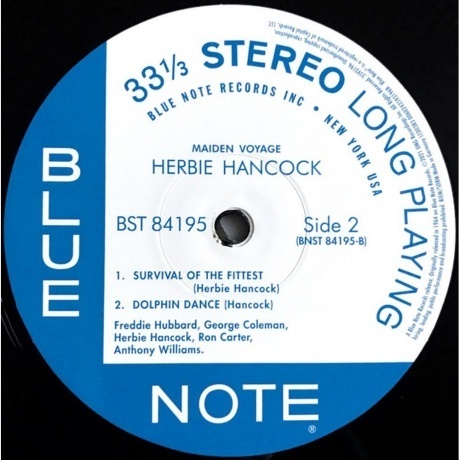 33⅓ STEREO LONG PLAYING
BLUE NOTE RECORDS INC • NEW YORK USA
MAIDEN VOYAGE
HERBIE HANCOCK
BST 84195
Side 2
(BNST 84195-B)
1. SURVIVAL OF THE FITTEST
(Herbie Hancock)
2. DOLPHIN DANCE (Hancock)
Freddie Hubbard, George Coleman,
Herbie Hancock, Ron Carter,
Anthony Williams.
BLUE
NOTE
®